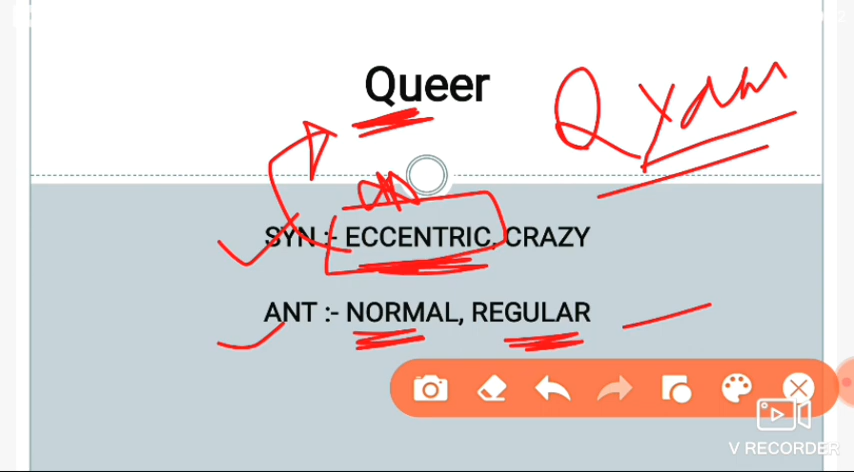 Queer
SYN :- ECCENTRIC, CRAZY
ANT :- NORMAL, REGULAR
V RECORDER